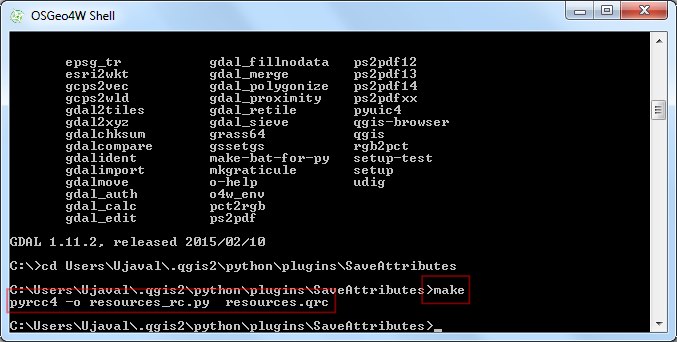 OSGeo4W Shell
epsg_tr gdal_fillnodata ps2pdf12
esri2wkt gdal_merge ps2pdf13
gcps2vec gdal_polygonize ps2pdf14
gcps2wld gdal_proximity ps2pdfxx
gdal2tiles gdal_retile pyuic4
gdal2xyz gdal_sieve qgis-browser
gdalchksum grass64 qgis
gdalcompare gssetgs rgb2pct
gdalident make-bat-for-py setup-test
gdalimport mkgraticule setup
gdalmove o-help udig
gdal_auth o4w_env
gdal_calc pct2rgb
gdal_edit ps2pdf
GDAL 1.11.2, released 2015/02/10
C:\>cd Users\Ujaval\.qgis2\python\plugins\SaveAttributes
C:\Users\Ujaval\.qgis2\python\plugins\SaveAttributes>make
pyrcc4 -o resources_rc.py  resources.qrc
C:\Users\Ujaval\.qgis2\python\plugins\SaveAttributes>_